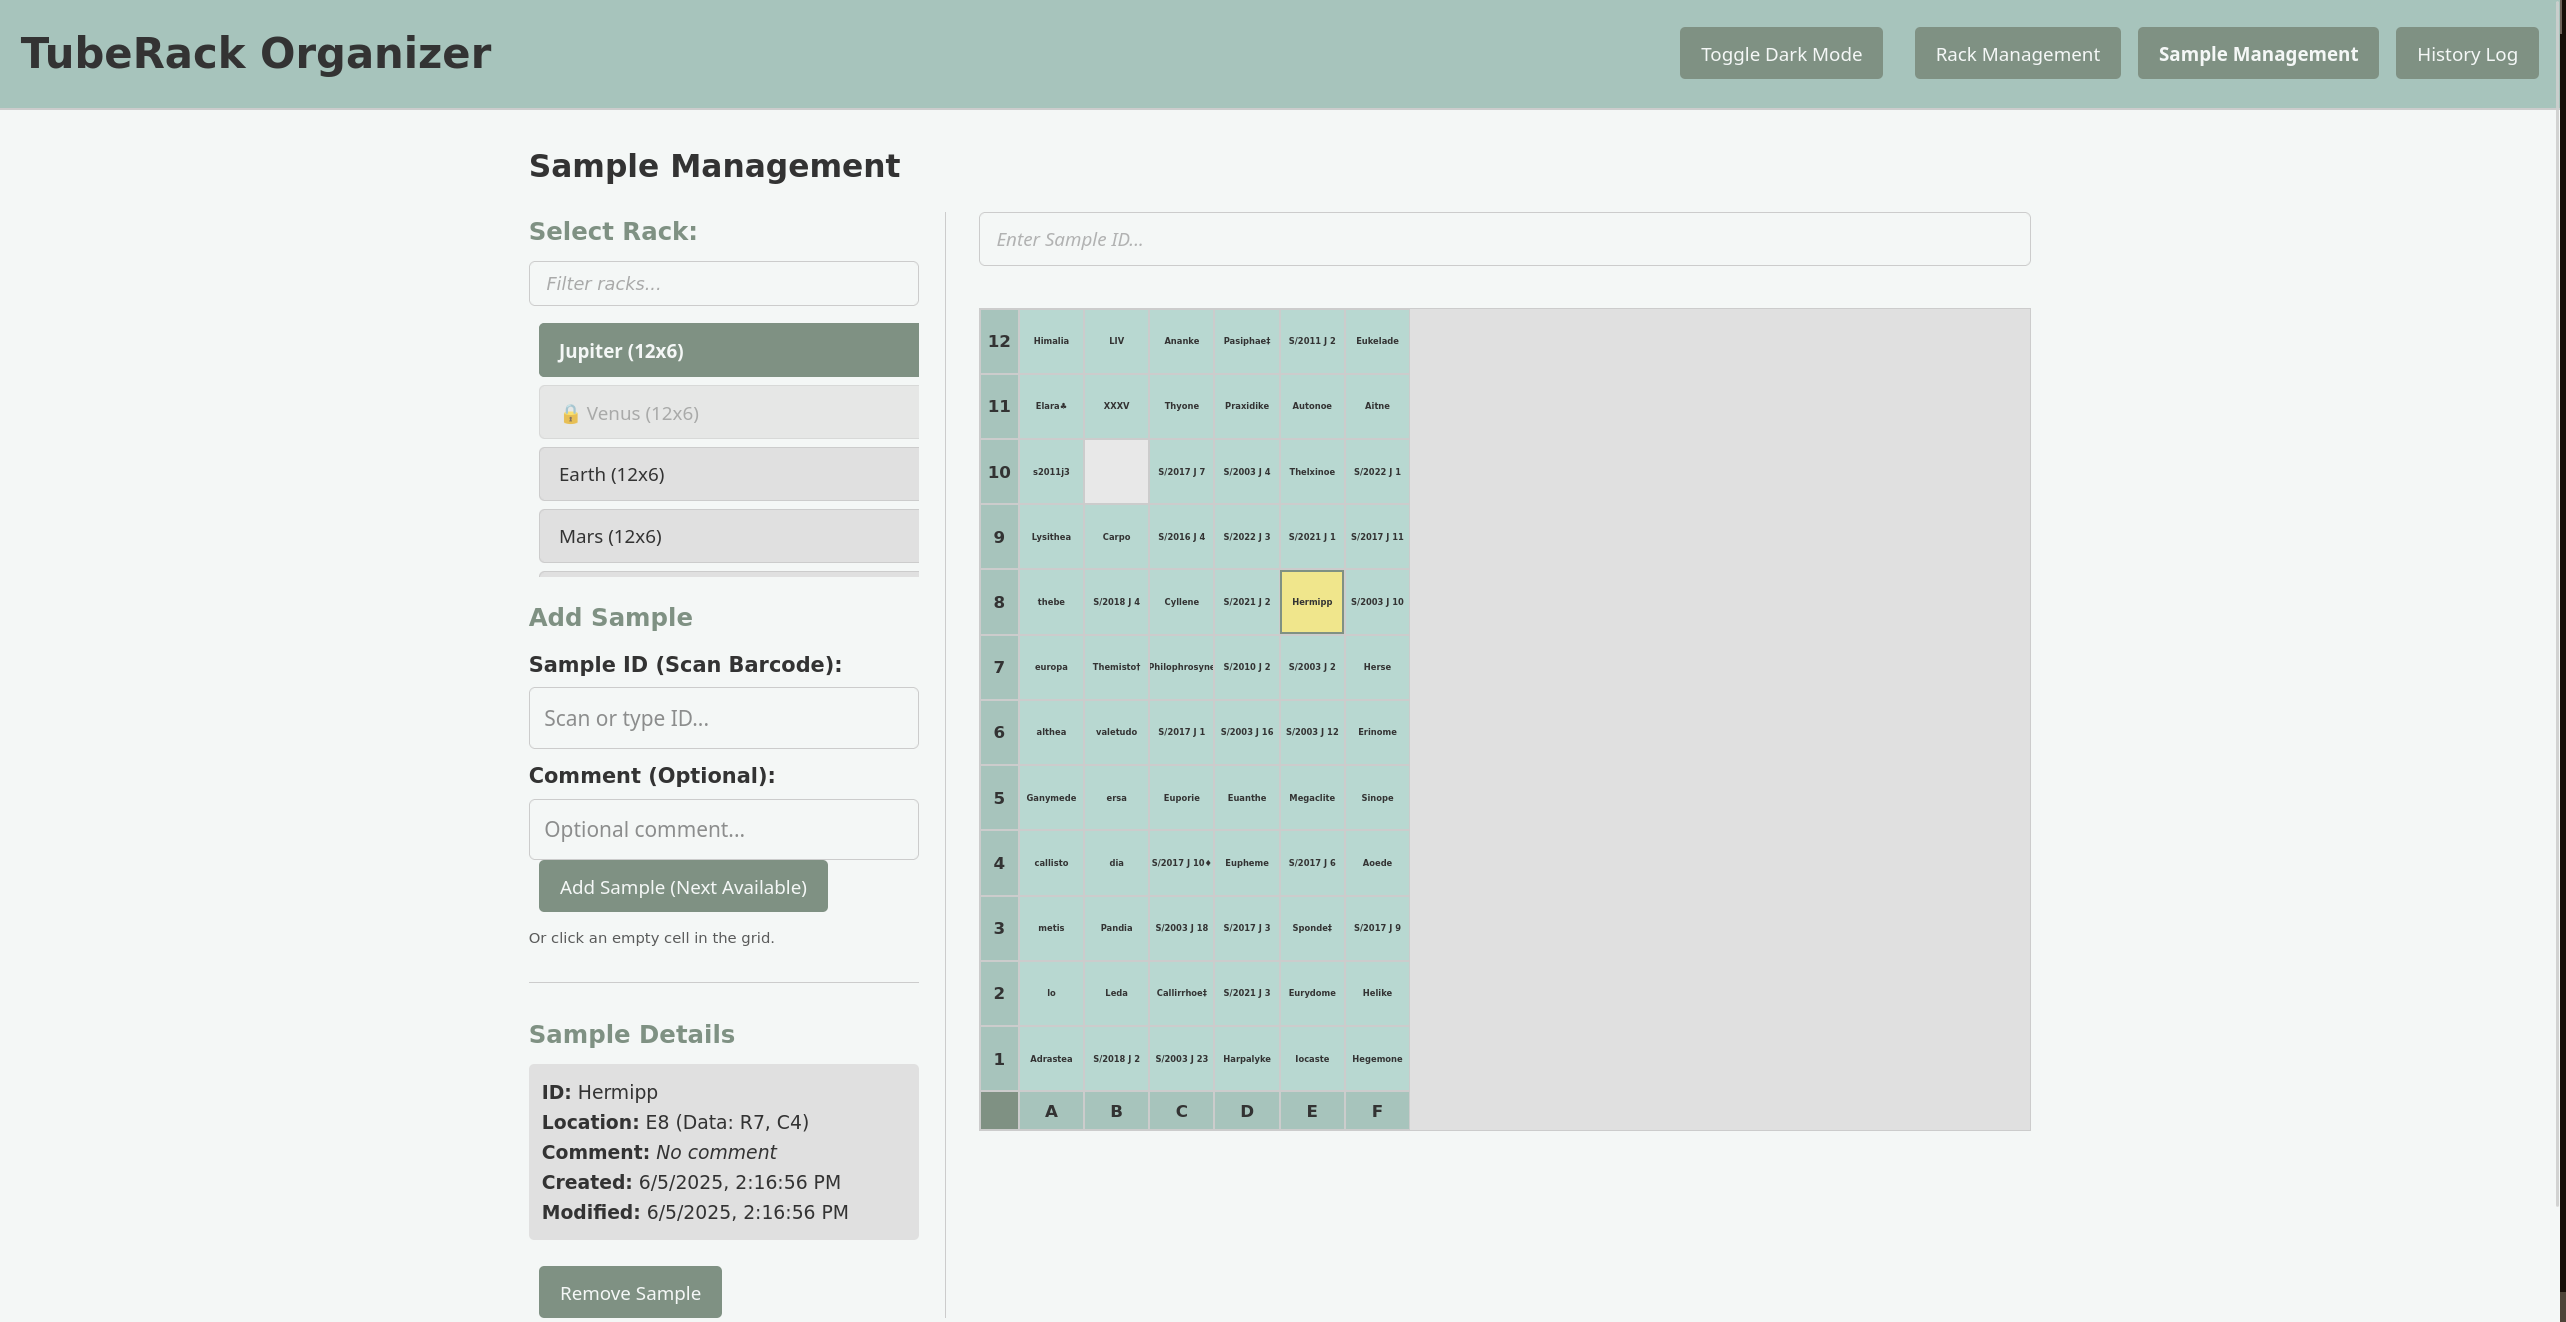 TubeRack Organizer
Toggle Dark Mode Rack Management Sample Management History Log
Sample Management
Select Rack:
Filter racks...
Jupiter (12x6)
🔒 Venus (12x6)
Earth (12x6)
Mars (12x6)
Add Sample
Sample ID (Scan Barcode):
Scan or type ID...
Comment (Optional):
Optional comment...
Add Sample (Next Available)
Or click an empty cell in the grid.
Sample Details
ID: Hermipp
Location: E8 (Data: R7, C4)
Comment: No comment
Created: 6/5/2025, 2:16:56 PM
Modified: 6/5/2025, 2:16:56 PM
Remove Sample
Enter Sample ID...
12 Himalia LIV Ananke Pasiphae‡ S/2011 J 2 Eukelade
11 Elara♣ XXXV Thyone Praxidike Autonoe Aitne
10 s2011j3 S/2017 J 7 S/2003 J 4 Thelxinoe S/2022 J 1
9 Lysithea Carpo S/2016 J 4 S/2022 J 3 S/2021 J 1 S/2017 J 11
8 thebe S/2018 J 4 Cyllene S/2021 J 2 Hermipp S/2003 J 10
7 europa Themisto† Philophrosyne S/2010 J 2 S/2003 J 2 Herse
6 althea valetudo S/2017 J 1 S/2003 J 16 S/2003 J 12 Erinome
5 Ganymede ersa Euporie Euanthe Megaclite Sinope
4 callisto dia S/2017 J 10♦ Eupheme S/2017 J 6 Aoede
3 metis Pandia S/2003 J 18 S/2017 J 3 Sponde‡ S/2017 J 9
2 Io Leda Callirrhoe‡ S/2021 J 3 Eurydome Helike
1 Adrastea S/2018 J 2 S/2003 J 23 Harpalyke Iocaste Hegemone
A B C D E F